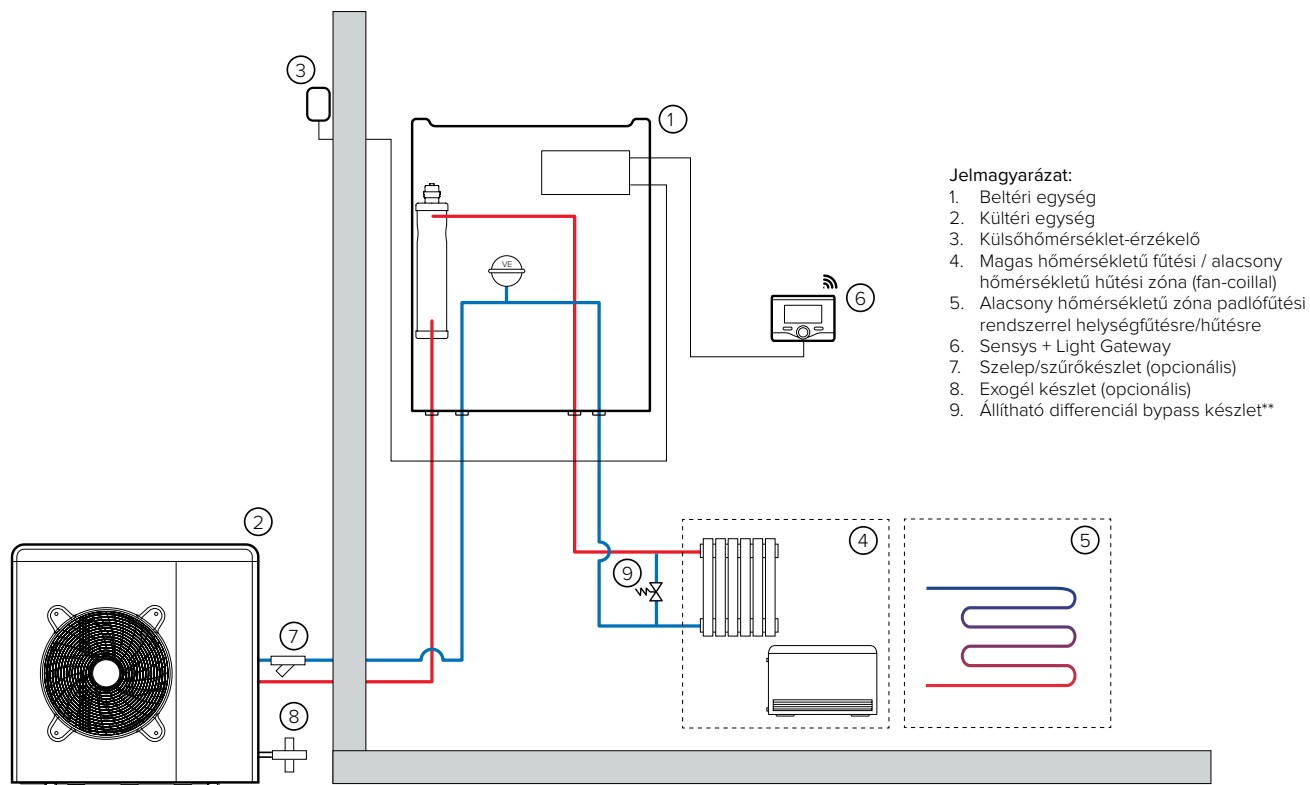 3
1
VE
6
2
9
4
5
7
8
Jelmagyarázat:
1. Beltéri egység
2. Kültéri egység
3. Külsőhőmérséklet-érzékelő
4. Magas hőmérsékletű fűtési / alacsony
hőmérsékletű hűtési zóna (fan-coillal)
5. Alacsony hőmérsékletű zóna padlófűtési
rendszerrel helységfűtésre/hűtésre
6. Sensys + Light Gateway
7. Szelep/szűrőkészlet (opcionális)
8. Exogél készlet (opcionális)
9. Állítható differenciál bypass készlet**